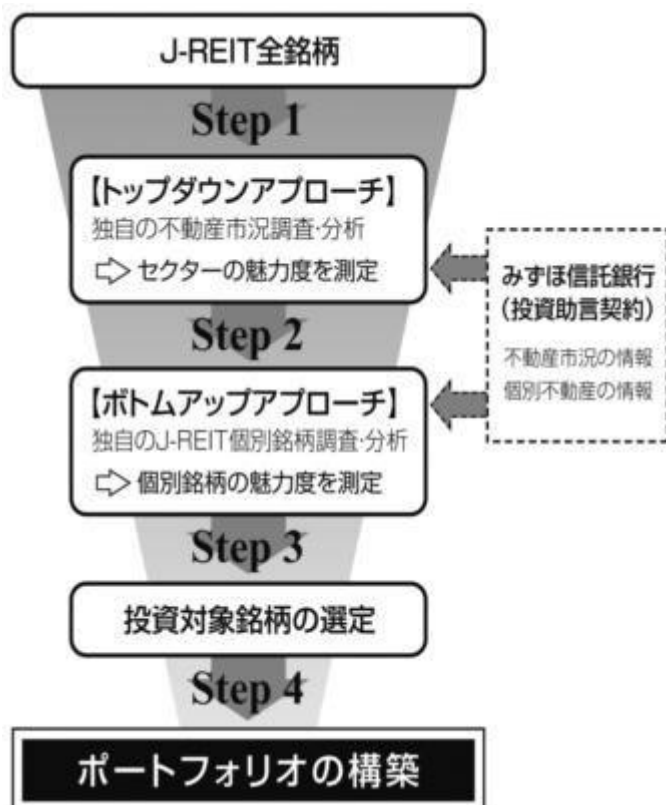 J-REIT全銘柄
Step 1
【トップダウンアプローチ】
独自の不動産市況調査・分析
⇨ セクターの魅力度を測定
Step 2
【ボトムアップアプローチ】
独自のJ-REIT個別銘柄調査・分析
⇨ 個別銘柄の魅力度を測定
みずほ信託銀行
(投資助言契約)
不動産市況の情報
個別不動産の情報
Step 3
投資対象銘柄の選定
Step 4
ポートフォリオの構築